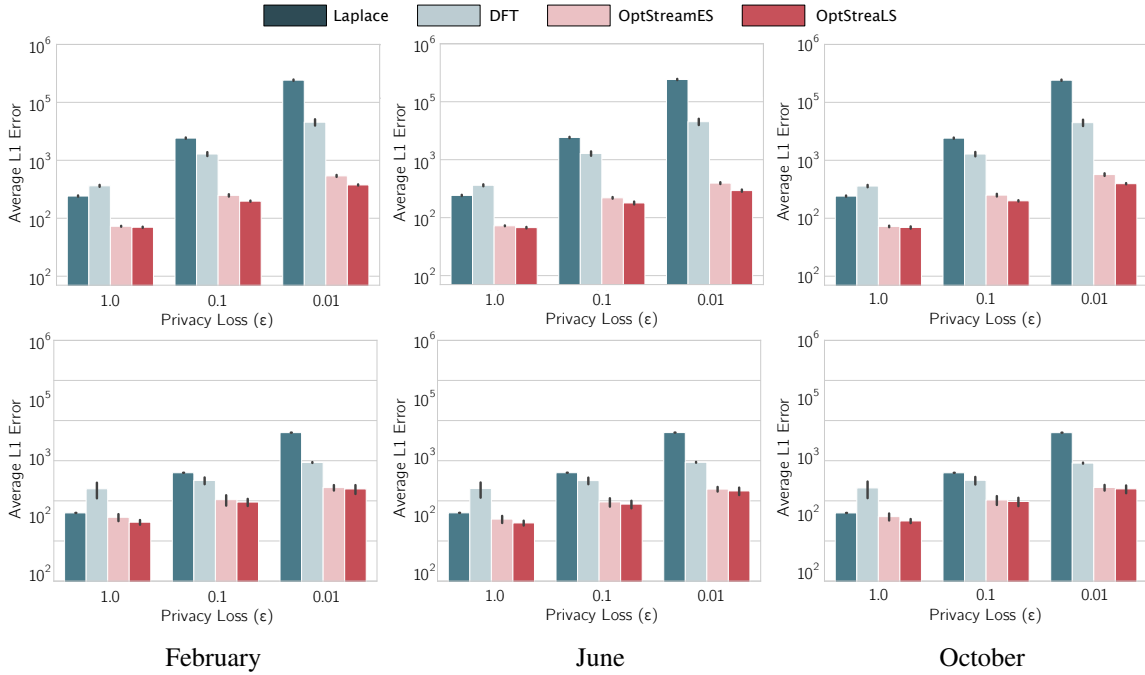 Laplace DFT OptStreamES OptStreaLS
Average L1 Error
10^6
10^5
10^3
10^2
10^2
1.0 0.1 0.01
Privacy Loss (ε)
Average L1 Error
10^6
10^5
10^3
10^2
10^2
1.0 0.1 0.01
Privacy Loss (ε)
Average L1 Error
10^6
10^5
10^3
10^2
10^2
1.0 0.1 0.01
Privacy Loss (ε)
Average L1 Error
10^6
10^5
10^3
10^2
10^2
1.0 0.1 0.01
Privacy Loss (ε)
Average L1 Error
10^6
10^5
10^3
10^2
10^2
1.0 0.1 0.01
Privacy Loss (ε)
Average L1 Error
10^6
10^5
10^3
10^2
10^2
1.0 0.1 0.01
Privacy Loss (ε)
February June October